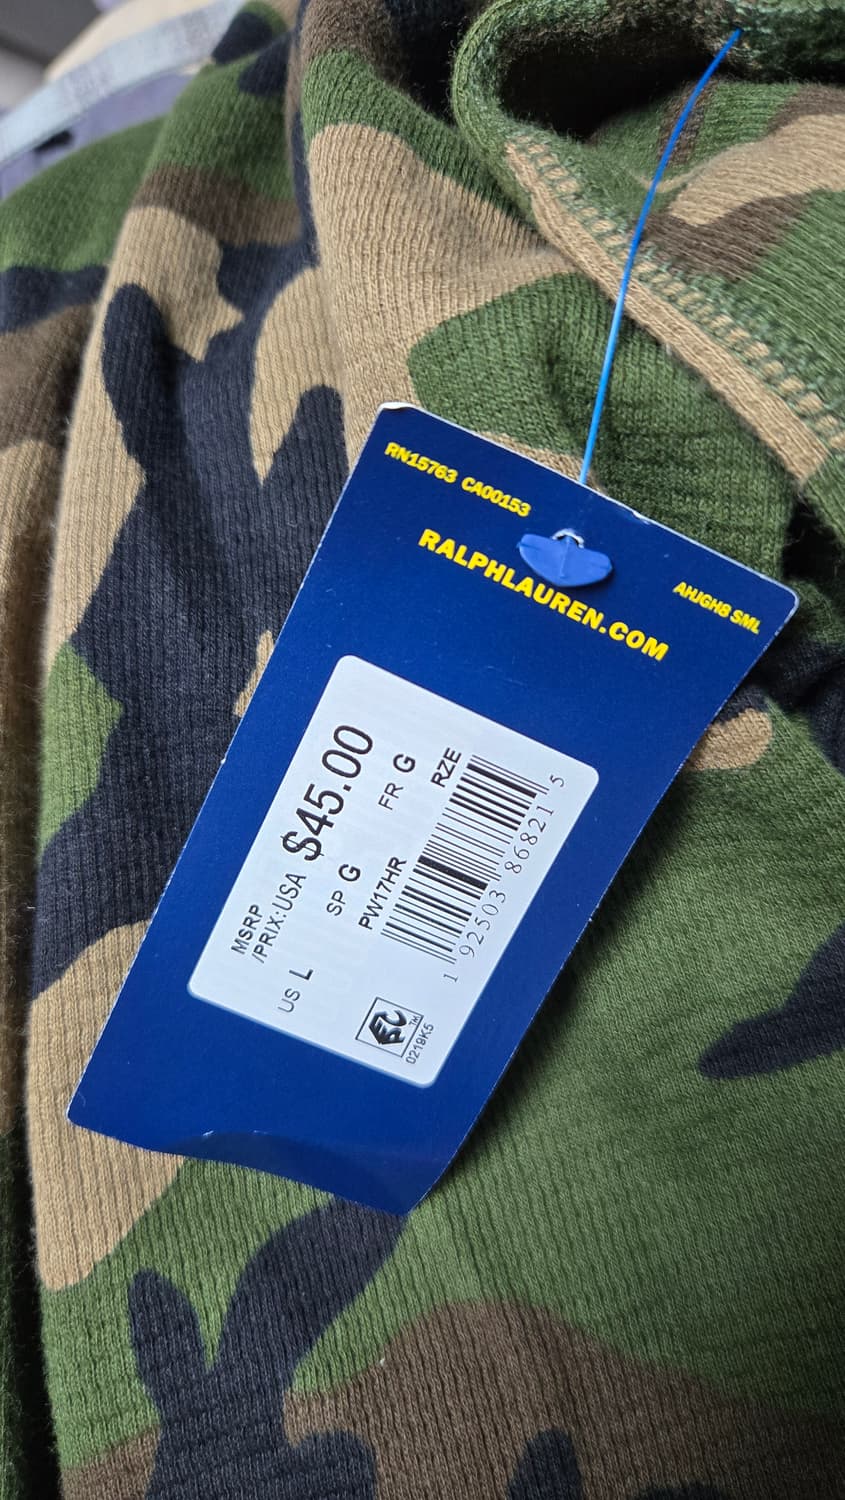 RN15763 CA00153
RALPHLAUREN.COM
AHJGH8 SML
MSRP
/PRIX:USA $45.00
US L SP G FR G
PW17HR RZE
1 92503 86821 5
0219K5